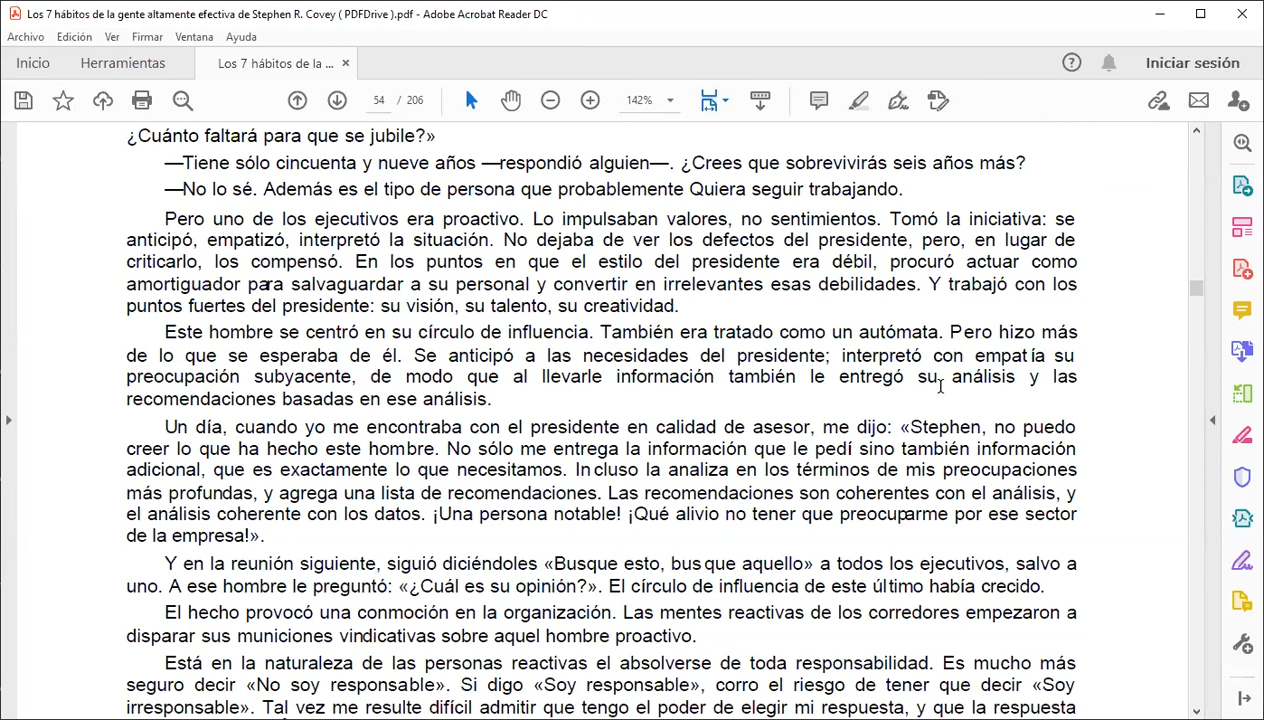 Los 7 hábitos de la gente altamente efectiva de Stephen R. Covey ( PDFDrive ).pdf - Adobe Acrobat Reader DC
Archivo Edición Ver Firmar Ventana Ayuda
Inicio Herramientas Los 7 hábitos de la ... × Iniciar sesión
54 / 206 142%
¿Cuánto faltará para que se jubile?»
—Tiene sólo cincuenta y nueve años —respondió alguien—. ¿Crees que sobrevivirás seis años más?
—No lo sé. Además es el tipo de persona que probablemente Quiera seguir trabajando.
Pero uno de los ejecutivos era proactivo. Lo impulsaban valores, no sentimientos. Tomó la iniciativa: se
anticipó, empatizó, interpretó la situación. No dejaba de ver los defectos del presidente, pero, en lugar de
criticarlo, los compensó. En los puntos en que el estilo del presidente era débil, procuró actuar como
amortiguador para salvaguardar a su personal y convertir en irrelevantes esas debilidades. Y trabajó con los
puntos fuertes del presidente: su visión, su talento, su creatividad.
Este hombre se centró en su círculo de influencia. También era tratado como un autómata. Pero hizo más
de lo que se esperaba de él. Se anticipó a las necesidades del presidente; interpretó con empatía su
preocupación subyacente, de modo que al llevarle información también le entregó su análisis y las
recomendaciones basadas en ese análisis.
Un día, cuando yo me encontraba con el presidente en calidad de asesor, me dijo: «Stephen, no puedo
creer lo que ha hecho este hombre. No sólo me entrega la información que le pedí sino también información
adicional, que es exactamente lo que necesitamos. Incluso la analiza en los términos de mis preocupaciones
más profundas, y agrega una lista de recomendaciones. Las recomendaciones son coherentes con el análisis, y
el análisis coherente con los datos. ¡Una persona notable! ¡Qué alivio no tener que preocuparme por ese sector
de la empresa!».
Y en la reunión siguiente, siguió diciéndoles «Busque esto, busque aquello» a todos los ejecutivos, salvo a
uno. A ese hombre le preguntó: «¿Cuál es su opinión?». El círculo de influencia de este último había crecido.
El hecho provocó una conmoción en la organización. Las mentes reactivas de los corredores empezaron a
disparar sus municiones vindicativas sobre aquel hombre proactivo.
Está en la naturaleza de las personas reactivas el absolverse de toda responsabilidad. Es mucho más
seguro decir «No soy responsable». Si digo «Soy responsable», corro el riesgo de tener que decir «Soy
irresponsable». Tal vez me resulte difícil admitir que tengo el poder de elegir mi respuesta, y que la respuesta